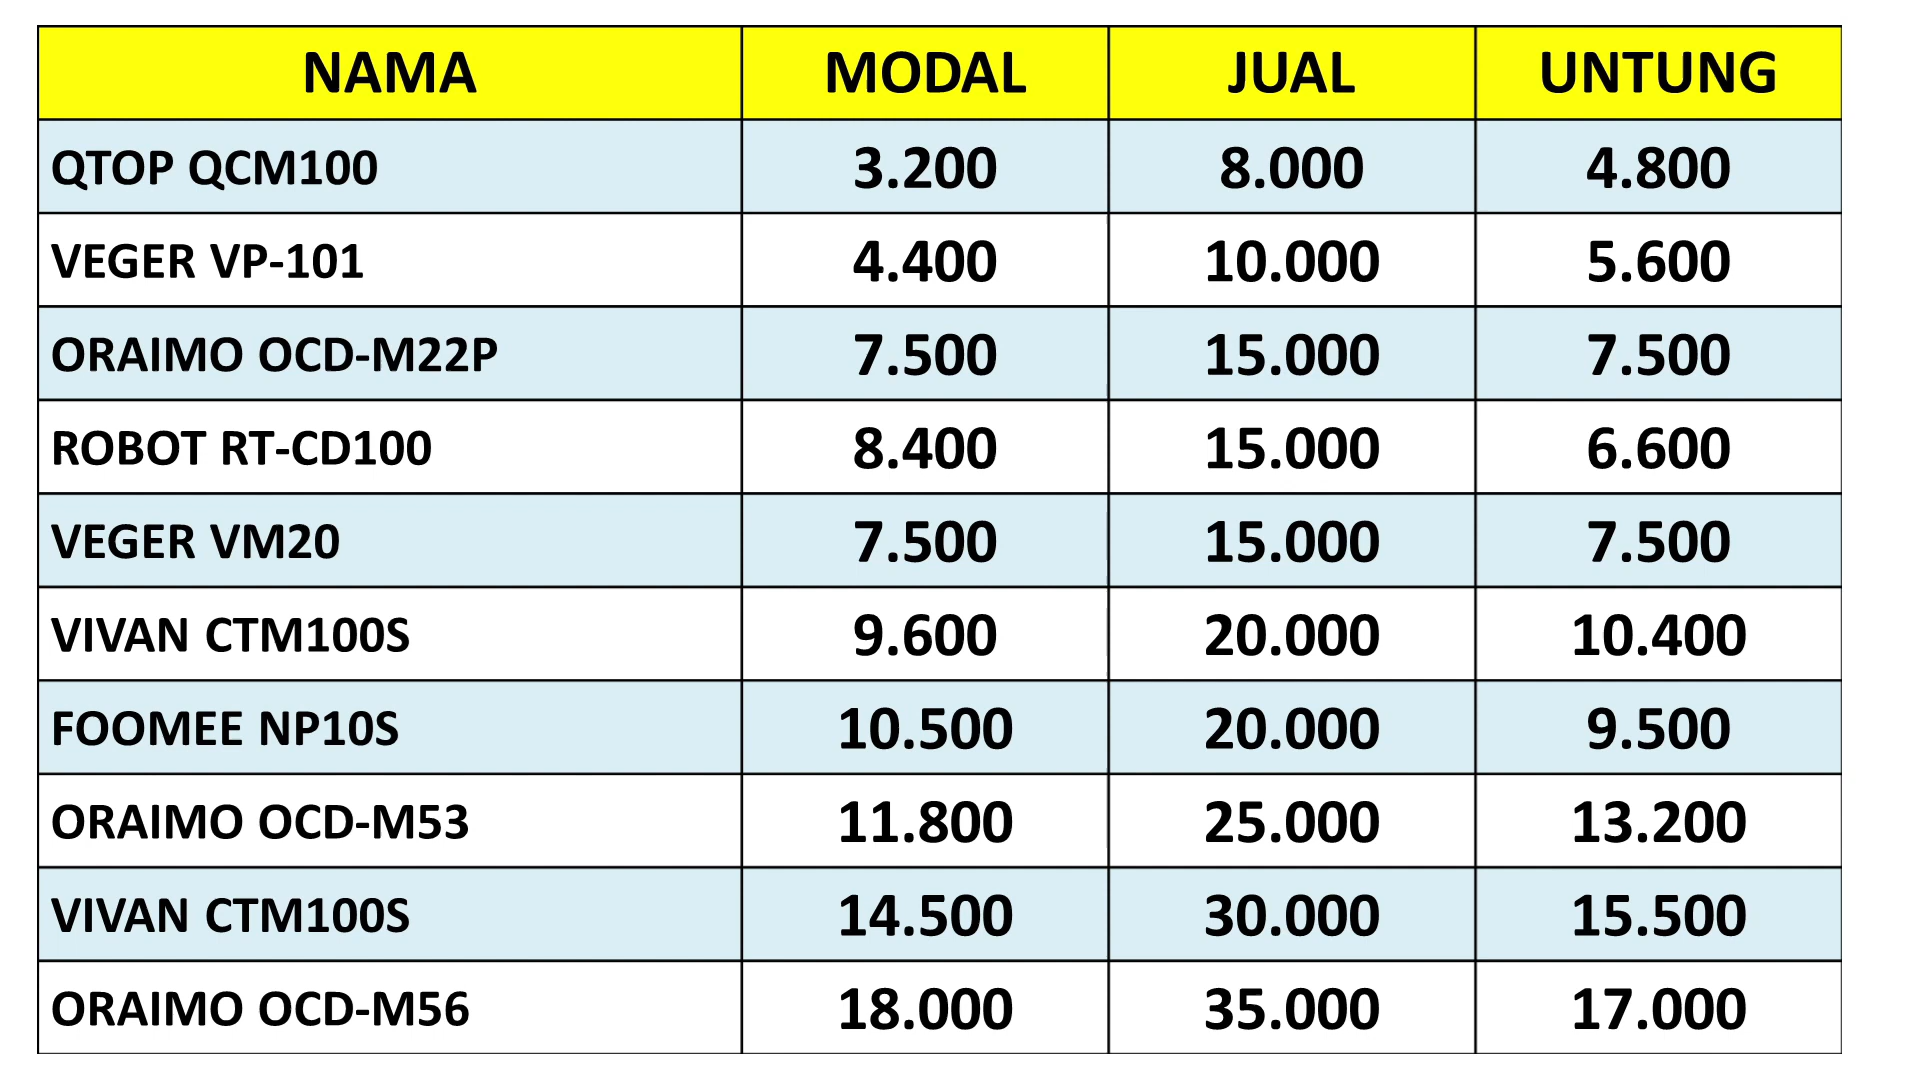 NAMA MODAL JUAL UNTUNG
QTOP QCM100 3.200 8.000 4.800
VEGER VP-101 4.400 10.000 5.600
ORAIMO OCD-M22P 7.500 15.000 7.500
ROBOT RT-CD100 8.400 15.000 6.600
VEGER VM20 7.500 15.000 7.500
VIVAN CTM100S 9.600 20.000 10.400
FOOMEE NP10S 10.500 20.000 9.500
ORAIMO OCD-M53 11.800 25.000 13.200
VIVAN CTM100S 14.500 30.000 15.500
ORAIMO OCD-M56 18.000 35.000 17.000